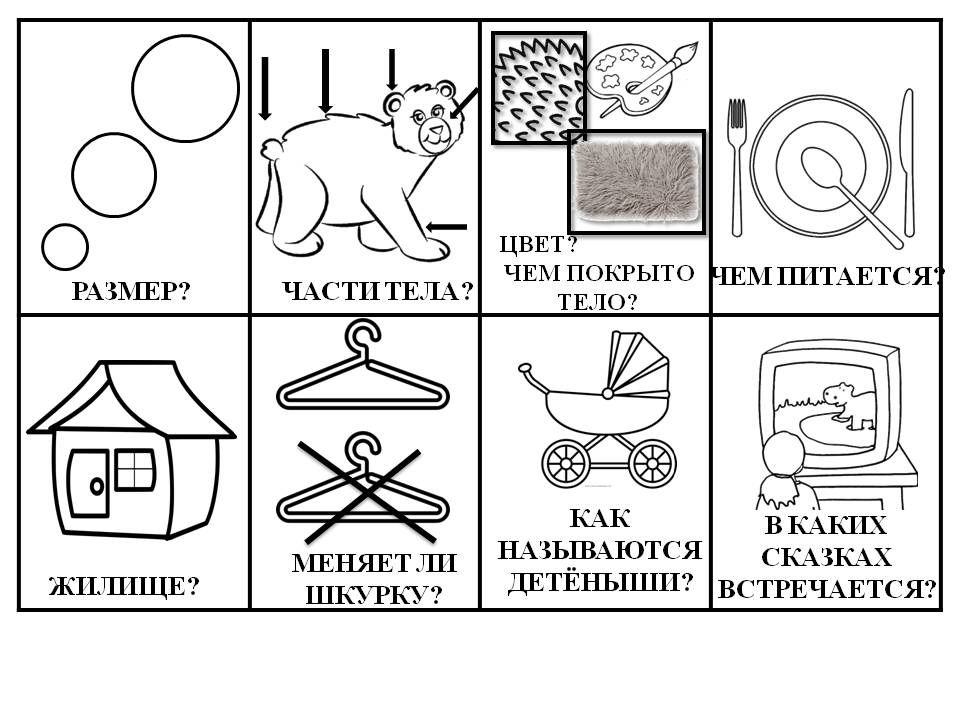 РАЗМЕР?
ЧАСТИ ТЕЛА?
ЦВЕТ?
ЧЕМ ПОКРЫТО
ТЕЛО?
ЧЕМ ПИТАЕТСЯ?
ЖИЛИЩЕ?
МЕНЯЕТ ЛИ
ШКУРКУ?
КАК
НАЗЫВАЮТСЯ
ДЕТЁНЫШИ?
В КАКИХ
СКАЗКАХ
ВСТРЕЧАЕТСЯ?